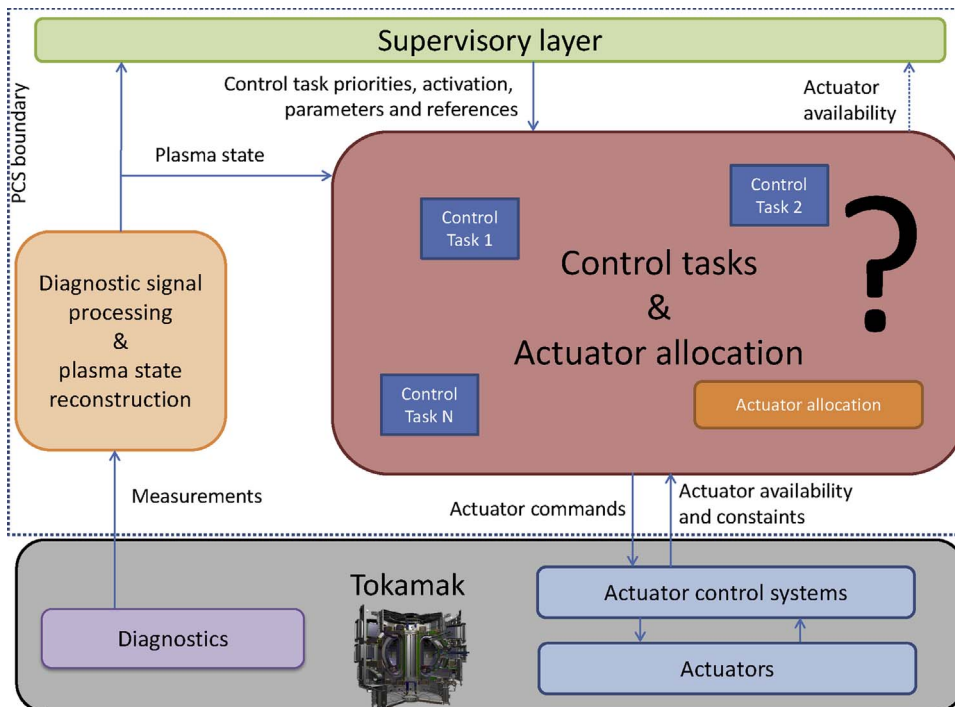 Supervisory layer
Control task priorities, activation,
parameters and references
Actuator
availability
PCS boundary
Plasma state
Control
Task 1
Control
Task 2
?
Control tasks
&
Actuator allocation
Diagnostic signal
processing
&
plasma state
reconstruction
Control
Task N
Actuator allocation
Measurements
Actuator commands
Actuator availability
and constaints
Tokamak
Actuator control systems
Diagnostics
Actuators